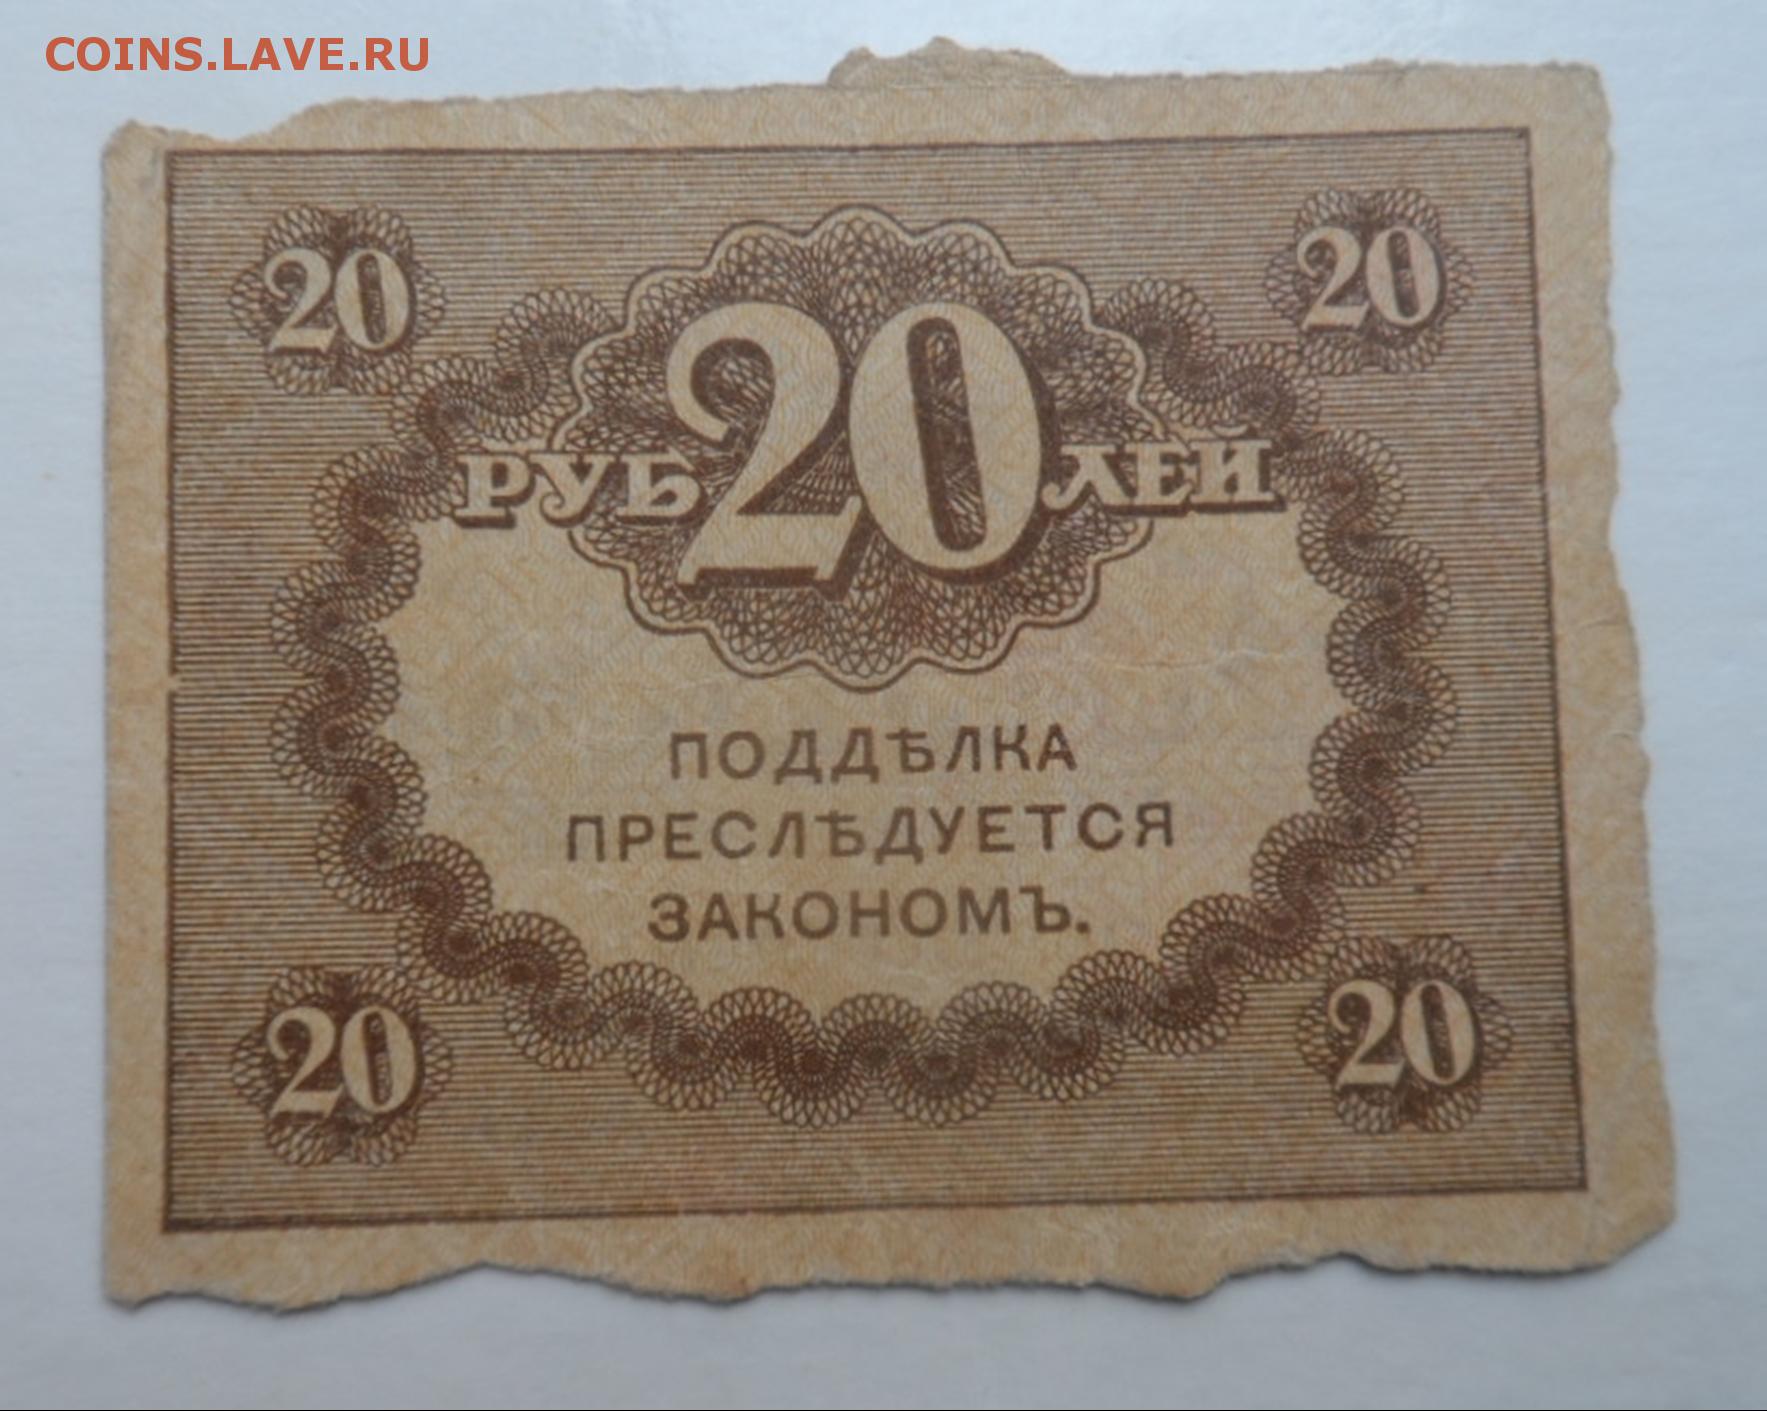 COINS.LAVE.RU
20 20
РУБ 20 ЛЕЙ
ПОДДѢЛКА
ПРЕСЛѢДУЕТСЯ
ЗАКОНОМЪ.
20 20